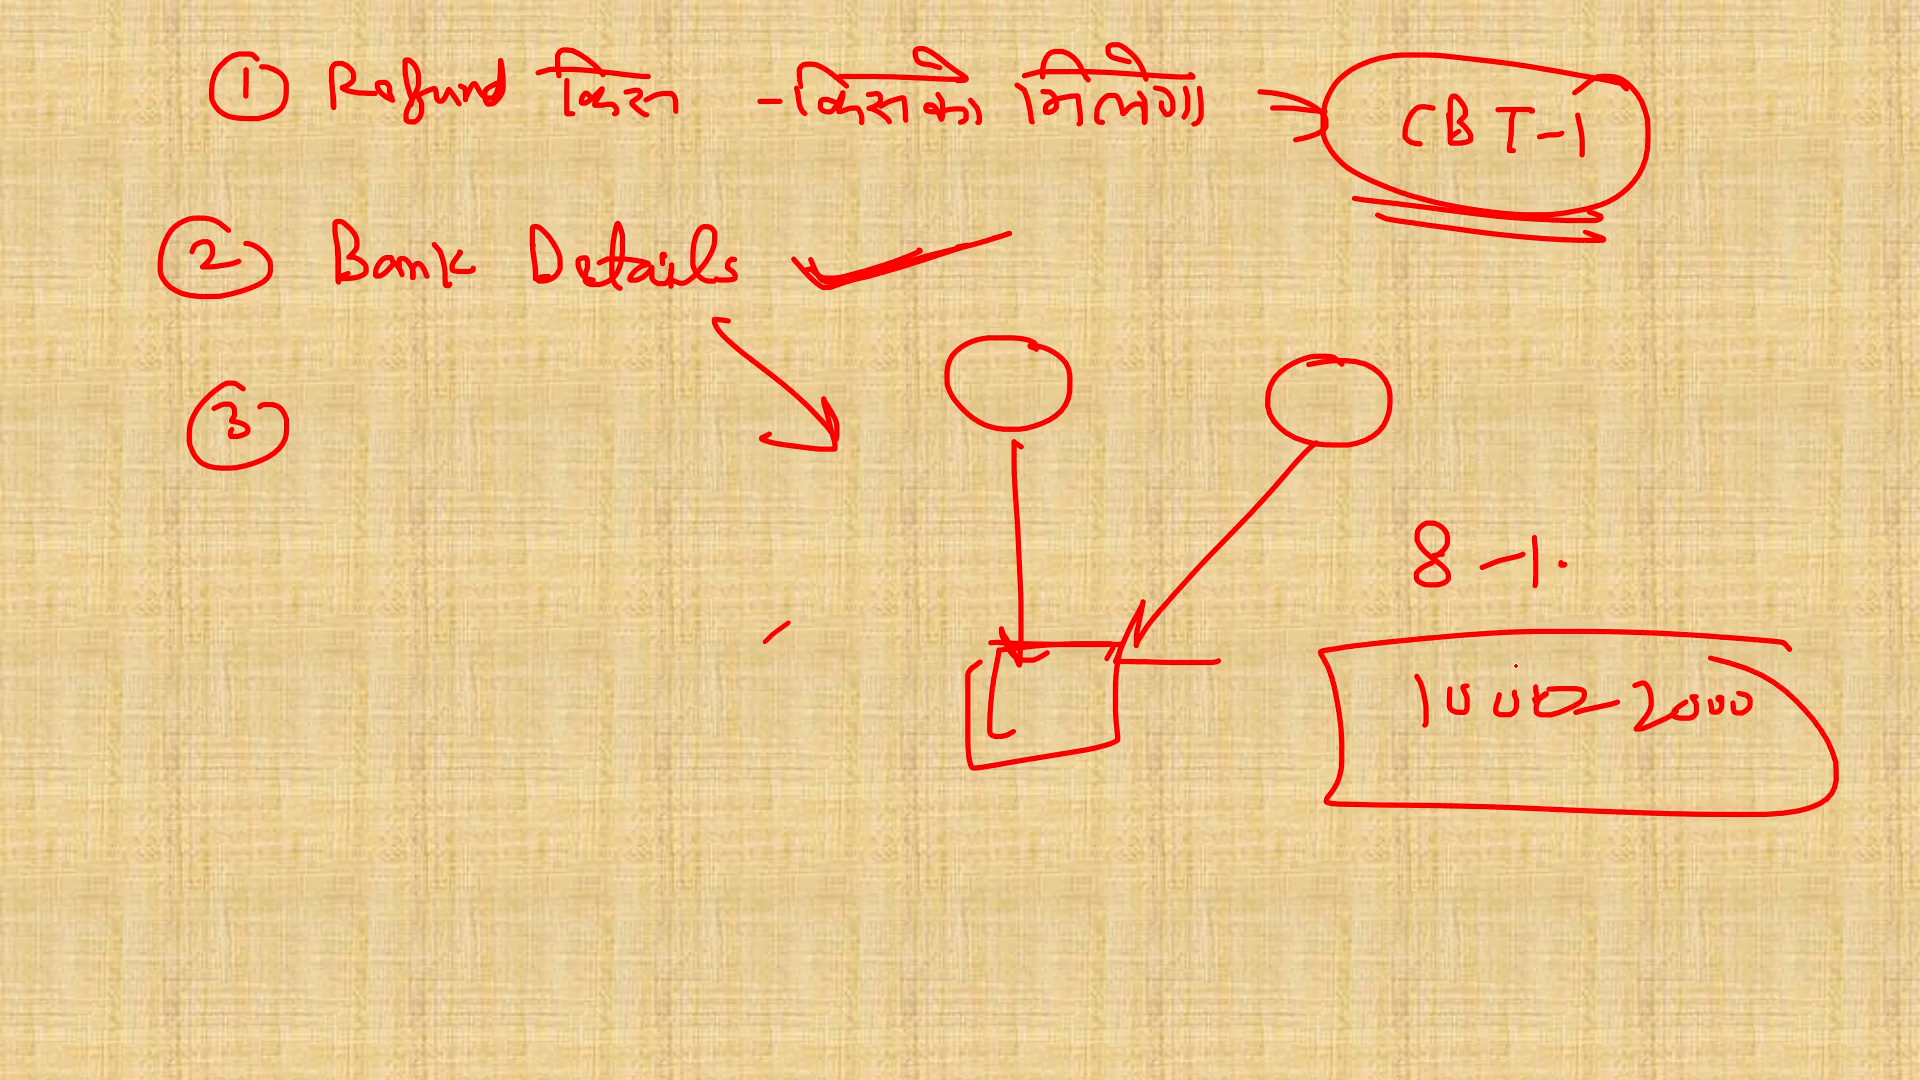 ① Refund किस - किसको मिलेगा CBT-1
② Bank Details
③
8-1.
1000-2000